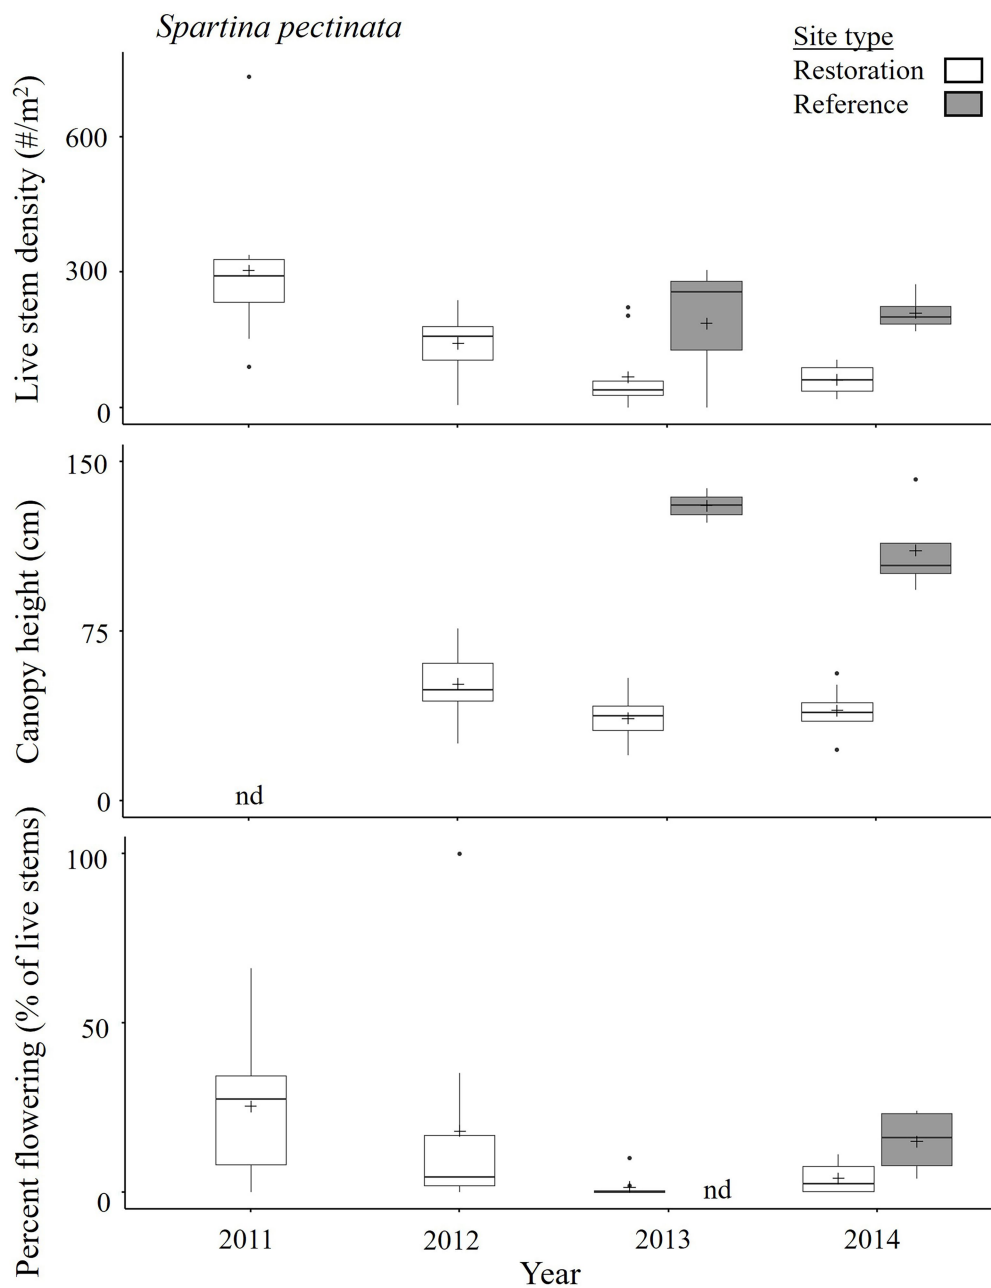 Spartina pectinata
Site type
Restoration
Reference
Live stem density (#/m²)
600
300
0
Canopy height (cm)
150
75
0
nd
Percent flowering (% of live stems)
100
50
0
nd
2011 2012 2013 2014
Year